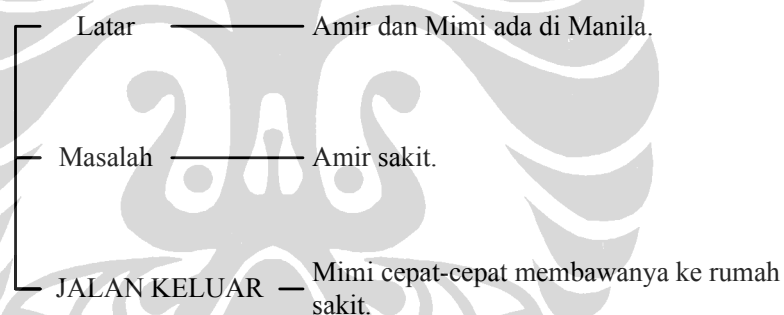 Latar Amir dan Mimi ada di Manila.
Masalah Amir sakit.
JALAN KELUAR Mimi cepat-cepat membawanya ke rumah
sakit.